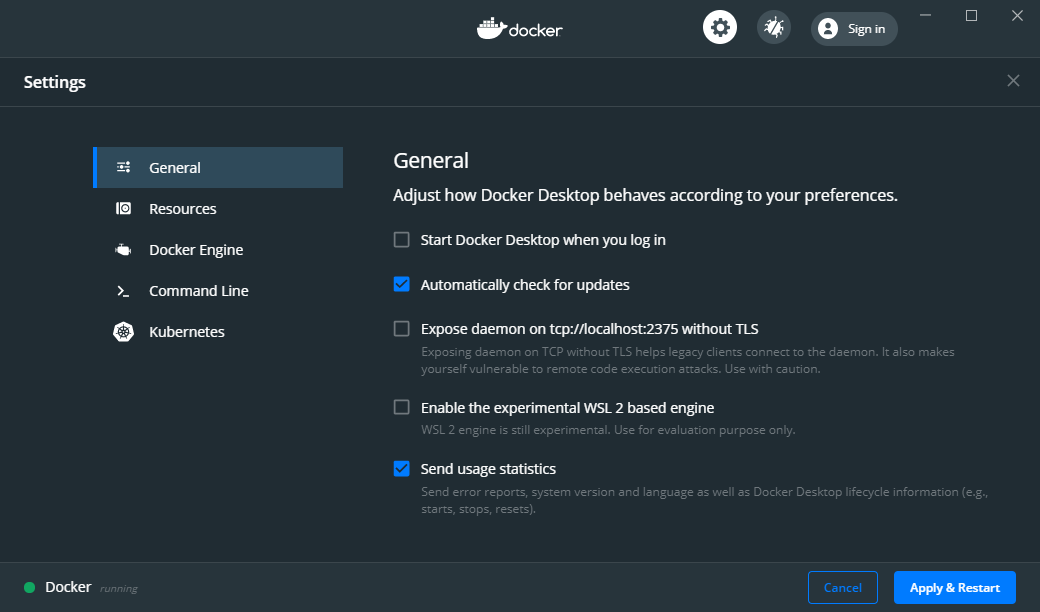 docker
Sign in
Settings
General
Resources
Docker Engine
Command Line
Kubernetes
General
Adjust how Docker Desktop behaves according to your preferences.
Start Docker Desktop when you log in
Automatically check for updates
Expose daemon on tcp://localhost:2375 without TLS
Exposing daemon on TCP without TLS helps legacy clients connect to the daemon. It also makes
yourself vulnerable to remote code execution attacks. Use with caution.
Enable the experimental WSL 2 based engine
WSL 2 engine is still experimental. Use for evaluation purpose only.
Send usage statistics
Send error reports, system version and language as well as Docker Desktop lifecycle information (e.g.,
starts, stops, resets).
Docker running
Cancel
Apply & Restart